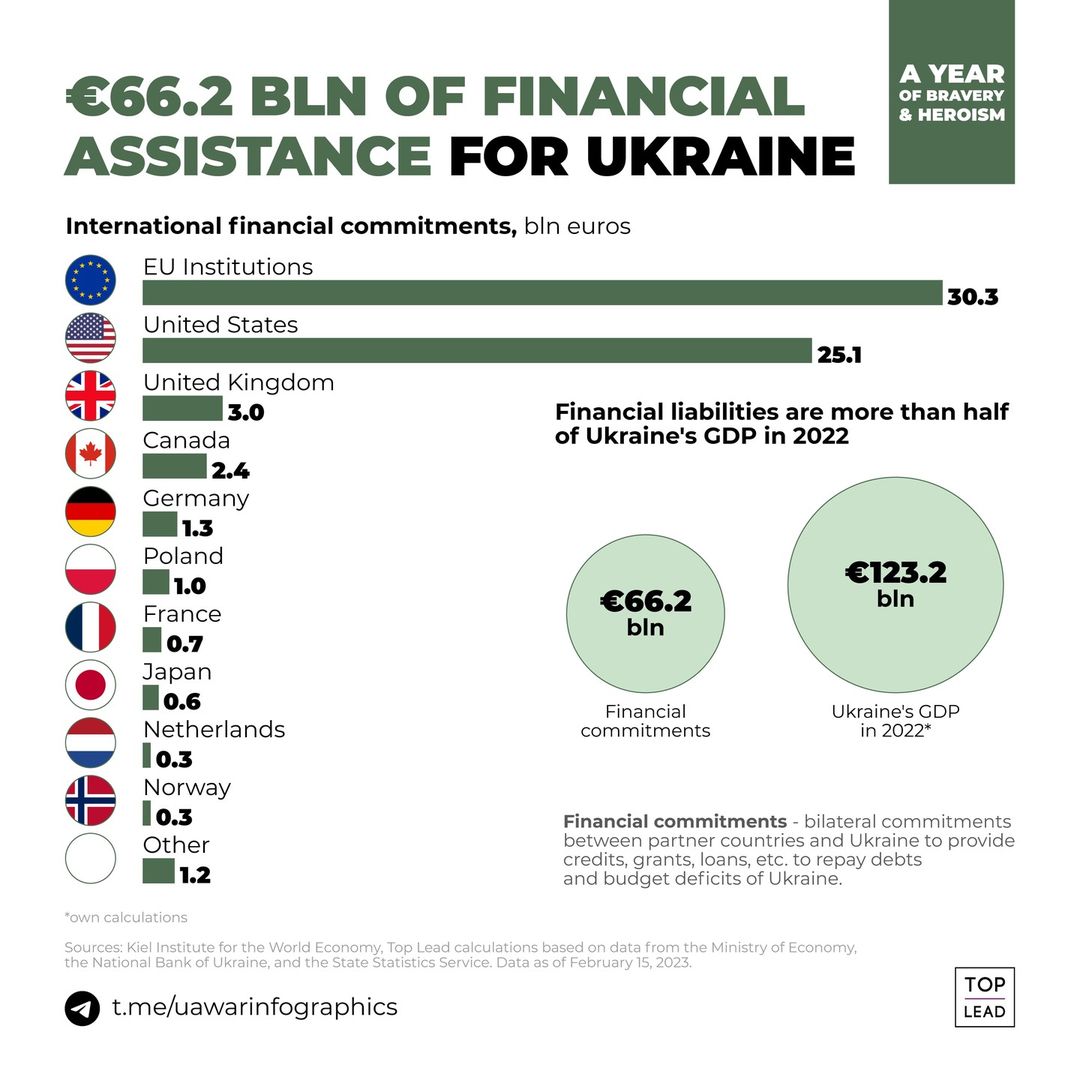 €66.2 BLN OF FINANCIAL
ASSISTANCE FOR UKRAINE
A YEAR
OF BRAVERY
& HEROISM
International financial commitments, bln euros
EU Institutions
30.3
United States
25.1
United Kingdom
3.0
Canada
2.4
Germany
1.3
Poland
1.0
France
0.7
Japan
0.6
Netherlands
0.3
Norway
0.3
Other
1.2
Financial liabilities are more than half
of Ukraine's GDP in 2022
€66.2
bln
Financial
commitments
€123.2
bln
Ukraine's GDP
in 2022*
Financial commitments - bilateral commitments
between partner countries and Ukraine to provide
credits, grants, loans, etc. to repay debts
and budget deficits of Ukraine.
*own calculations
Sources: Kiel Institute for the World Economy, Top Lead calculations based on data from the Ministry of Economy,
the National Bank of Ukraine, and the State Statistics Service. Data as of February 15, 2023.
t.me/uawarinfographics
TOP
LEAD